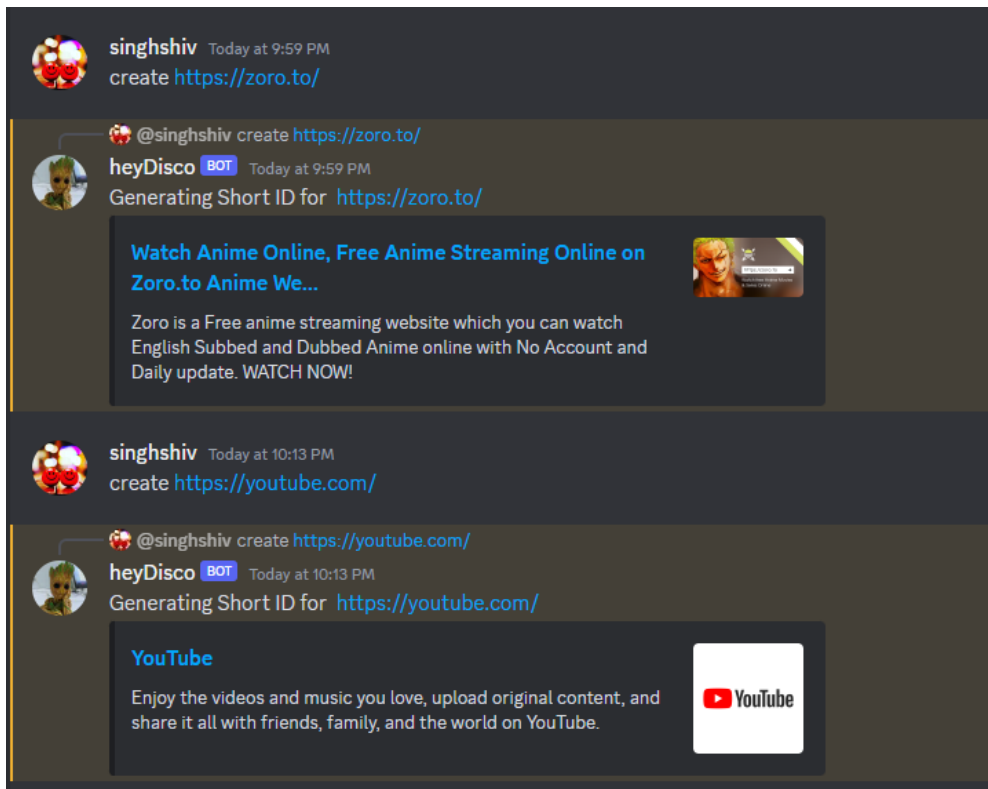 singhshiv Today at 9:59 PM
create https://zoro.to/
@singhshiv create https://zoro.to/
heyDisco BOT Today at 9:59 PM
Generating Short ID for https://zoro.to/
Watch Anime Online, Free Anime Streaming Online on
Zoro.to Anime We...
Zoro is a Free anime streaming website which you can watch
English Subbed and Dubbed Anime online with No Account and
Daily update. WATCH NOW!
singhshiv Today at 10:13 PM
create https://youtube.com/
@singhshiv create https://youtube.com/
heyDisco BOT Today at 10:13 PM
Generating Short ID for https://youtube.com/
YouTube
Enjoy the videos and music you love, upload original content, and
share it all with friends, family, and the world on YouTube.
YouTube